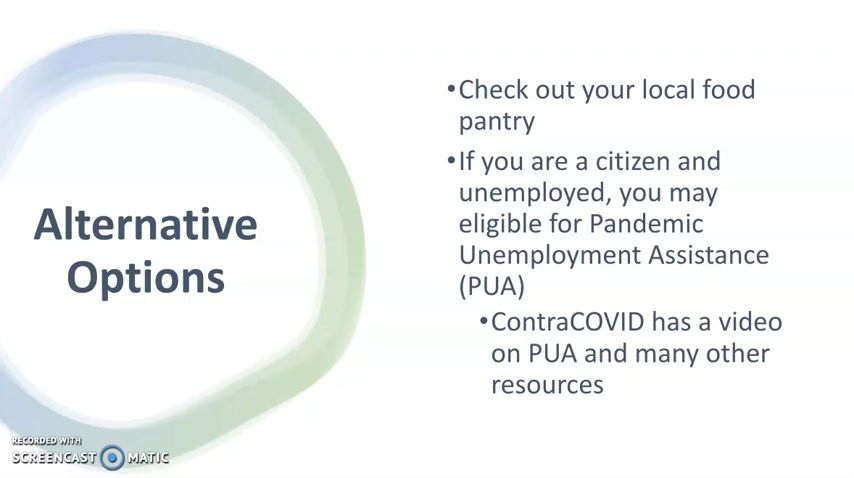 Alternative
Options
•Check out your local food
pantry
•If you are a citizen and
unemployed, you may
eligible for Pandemic
Unemployment Assistance
(PUA)
•ContraCOVID has a video
on PUA and many other
resources
RECORDED WITH
SCREENCAST MATIC